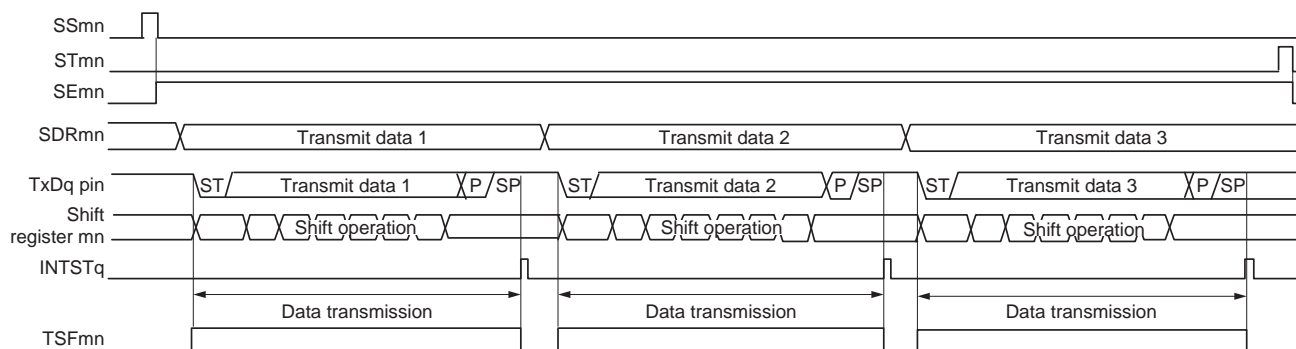 SSmn
STmn
SEmn
SDRmn Transmit data 1 Transmit data 2 Transmit data 3
TxDq pin ST Transmit data 1 P SP ST Transmit data 2 P SP ST Transmit data 3 P SP
Shift
register mn Shift operation Shift operation Shift operation
INTSTq
Data transmission Data transmission Data transmission
TSFmn